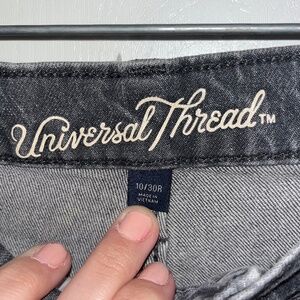 Universal Thread™
10/30R
MADE IN
VIETNAM